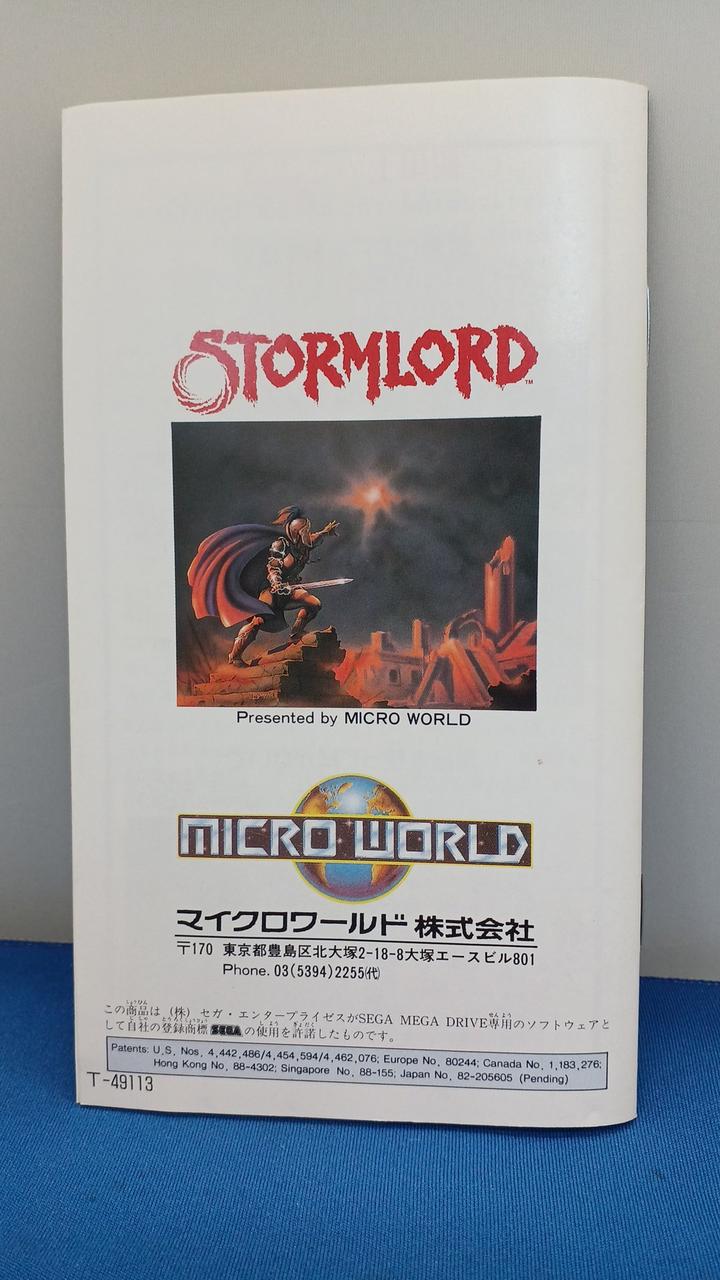 STORMLORD™
Presented by MICRO WORLD
MICRO WORLD
マイクロワールド株式会社
〒170 東京都豊島区北大塚2-18-8大塚エースビル801
Phone. 03(5394)2255㈹
この商品は (株) セガ・エンタープライゼスがSEGA MEGA DRIVE専用のソフトウェアと
して自社の登録商標 SEGA の使用を許諾したものです。
Patents: U.S. Nos. 4,442,486/4,454,594/4,462,076; Europe No. 80244; Canada No. 1,183,276;
Hong Kong No. 88-4302; Singapore No. 88-155; Japan No. 82-205605 (Pending)
T-49113